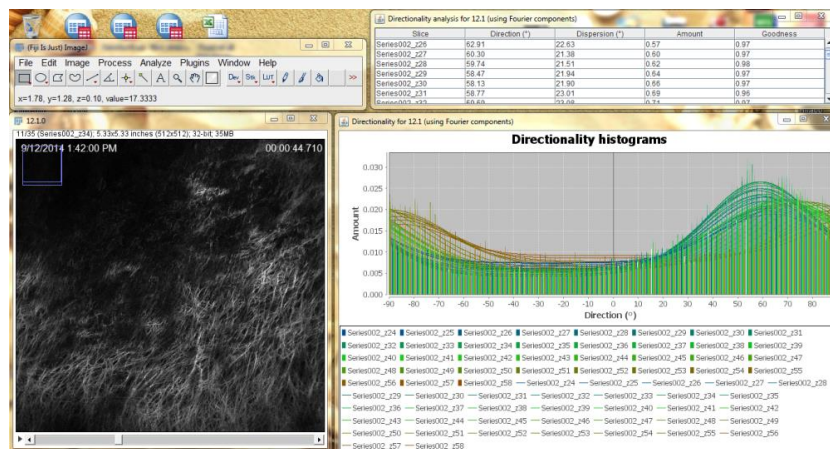 (Fiji Is Just) ImageJ
File Edit Image Process Analyze Plugins Window Help
Dev Stk LUT >>
x=1.78, y=1.28, z=0.10, value=17.3333
Directionality analysis for 12.1 (using Fourier components)
Slice Direction (°) Dispersion (°) Amount Goodness
Series002_z26 62.91 22.63 0.57 0.97
Series002_z27 60.30 21.38 0.60 0.97
Series002_z28 59.74 21.51 0.62 0.98
Series002_z29 58.47 21.94 0.64 0.97
Series002_z30 58.13 21.90 0.66 0.97
Series002_z31 58.77 23.01 0.69 0.96
12.1.0
11/35 (Series002_z34); 5.33x5.33 inches (512x512); 32-bit; 35MB
9/12/2014 1:42:00 PM 00:00:44.710
Directionality for 12.1 (using Fourier components)
Directionality histograms
Amount
0.030
0.025
0.020
0.015
0.010
0.005
0.000
-90 -80 -70 -60 -50 -40 -30 -20 -10 0 10 20 30 40 50 60 70 80
Direction (°)
Series002_z24 Series002_z25 Series002_z26 Series002_z27 Series002_z28 Series002_z29 Series002_z30 Series002_z31
Series002_z32 Series002_z33 Series002_z34 Series002_z35 Series002_z36 Series002_z37 Series002_z38 Series002_z39
Series002_z40 Series002_z41 Series002_z42 Series002_z43 Series002_z44 Series002_z45 Series002_z46 Series002_z47
Series002_z48 Series002_z49 Series002_z50 Series002_z51 Series002_z52 Series002_z53 Series002_z54 Series002_z55
Series002_z56 Series002_z57 Series002_z58 Series002_z24 Series002_z25 Series002_z26 Series002_z27 Series002_z28
Series002_z29 Series002_z30 Series002_z31 Series002_z32 Series002_z33 Series002_z34 Series002_z35
Series002_z36 Series002_z37 Series002_z38 Series002_z39 Series002_z40 Series002_z41 Series002_z42
Series002_z43 Series002_z44 Series002_z45 Series002_z46 Series002_z47 Series002_z48 Series002_z49
Series002_z50 Series002_z51 Series002_z52 Series002_z53 Series002_z54 Series002_z55 Series002_z56
Series002_z57 Series002_z58